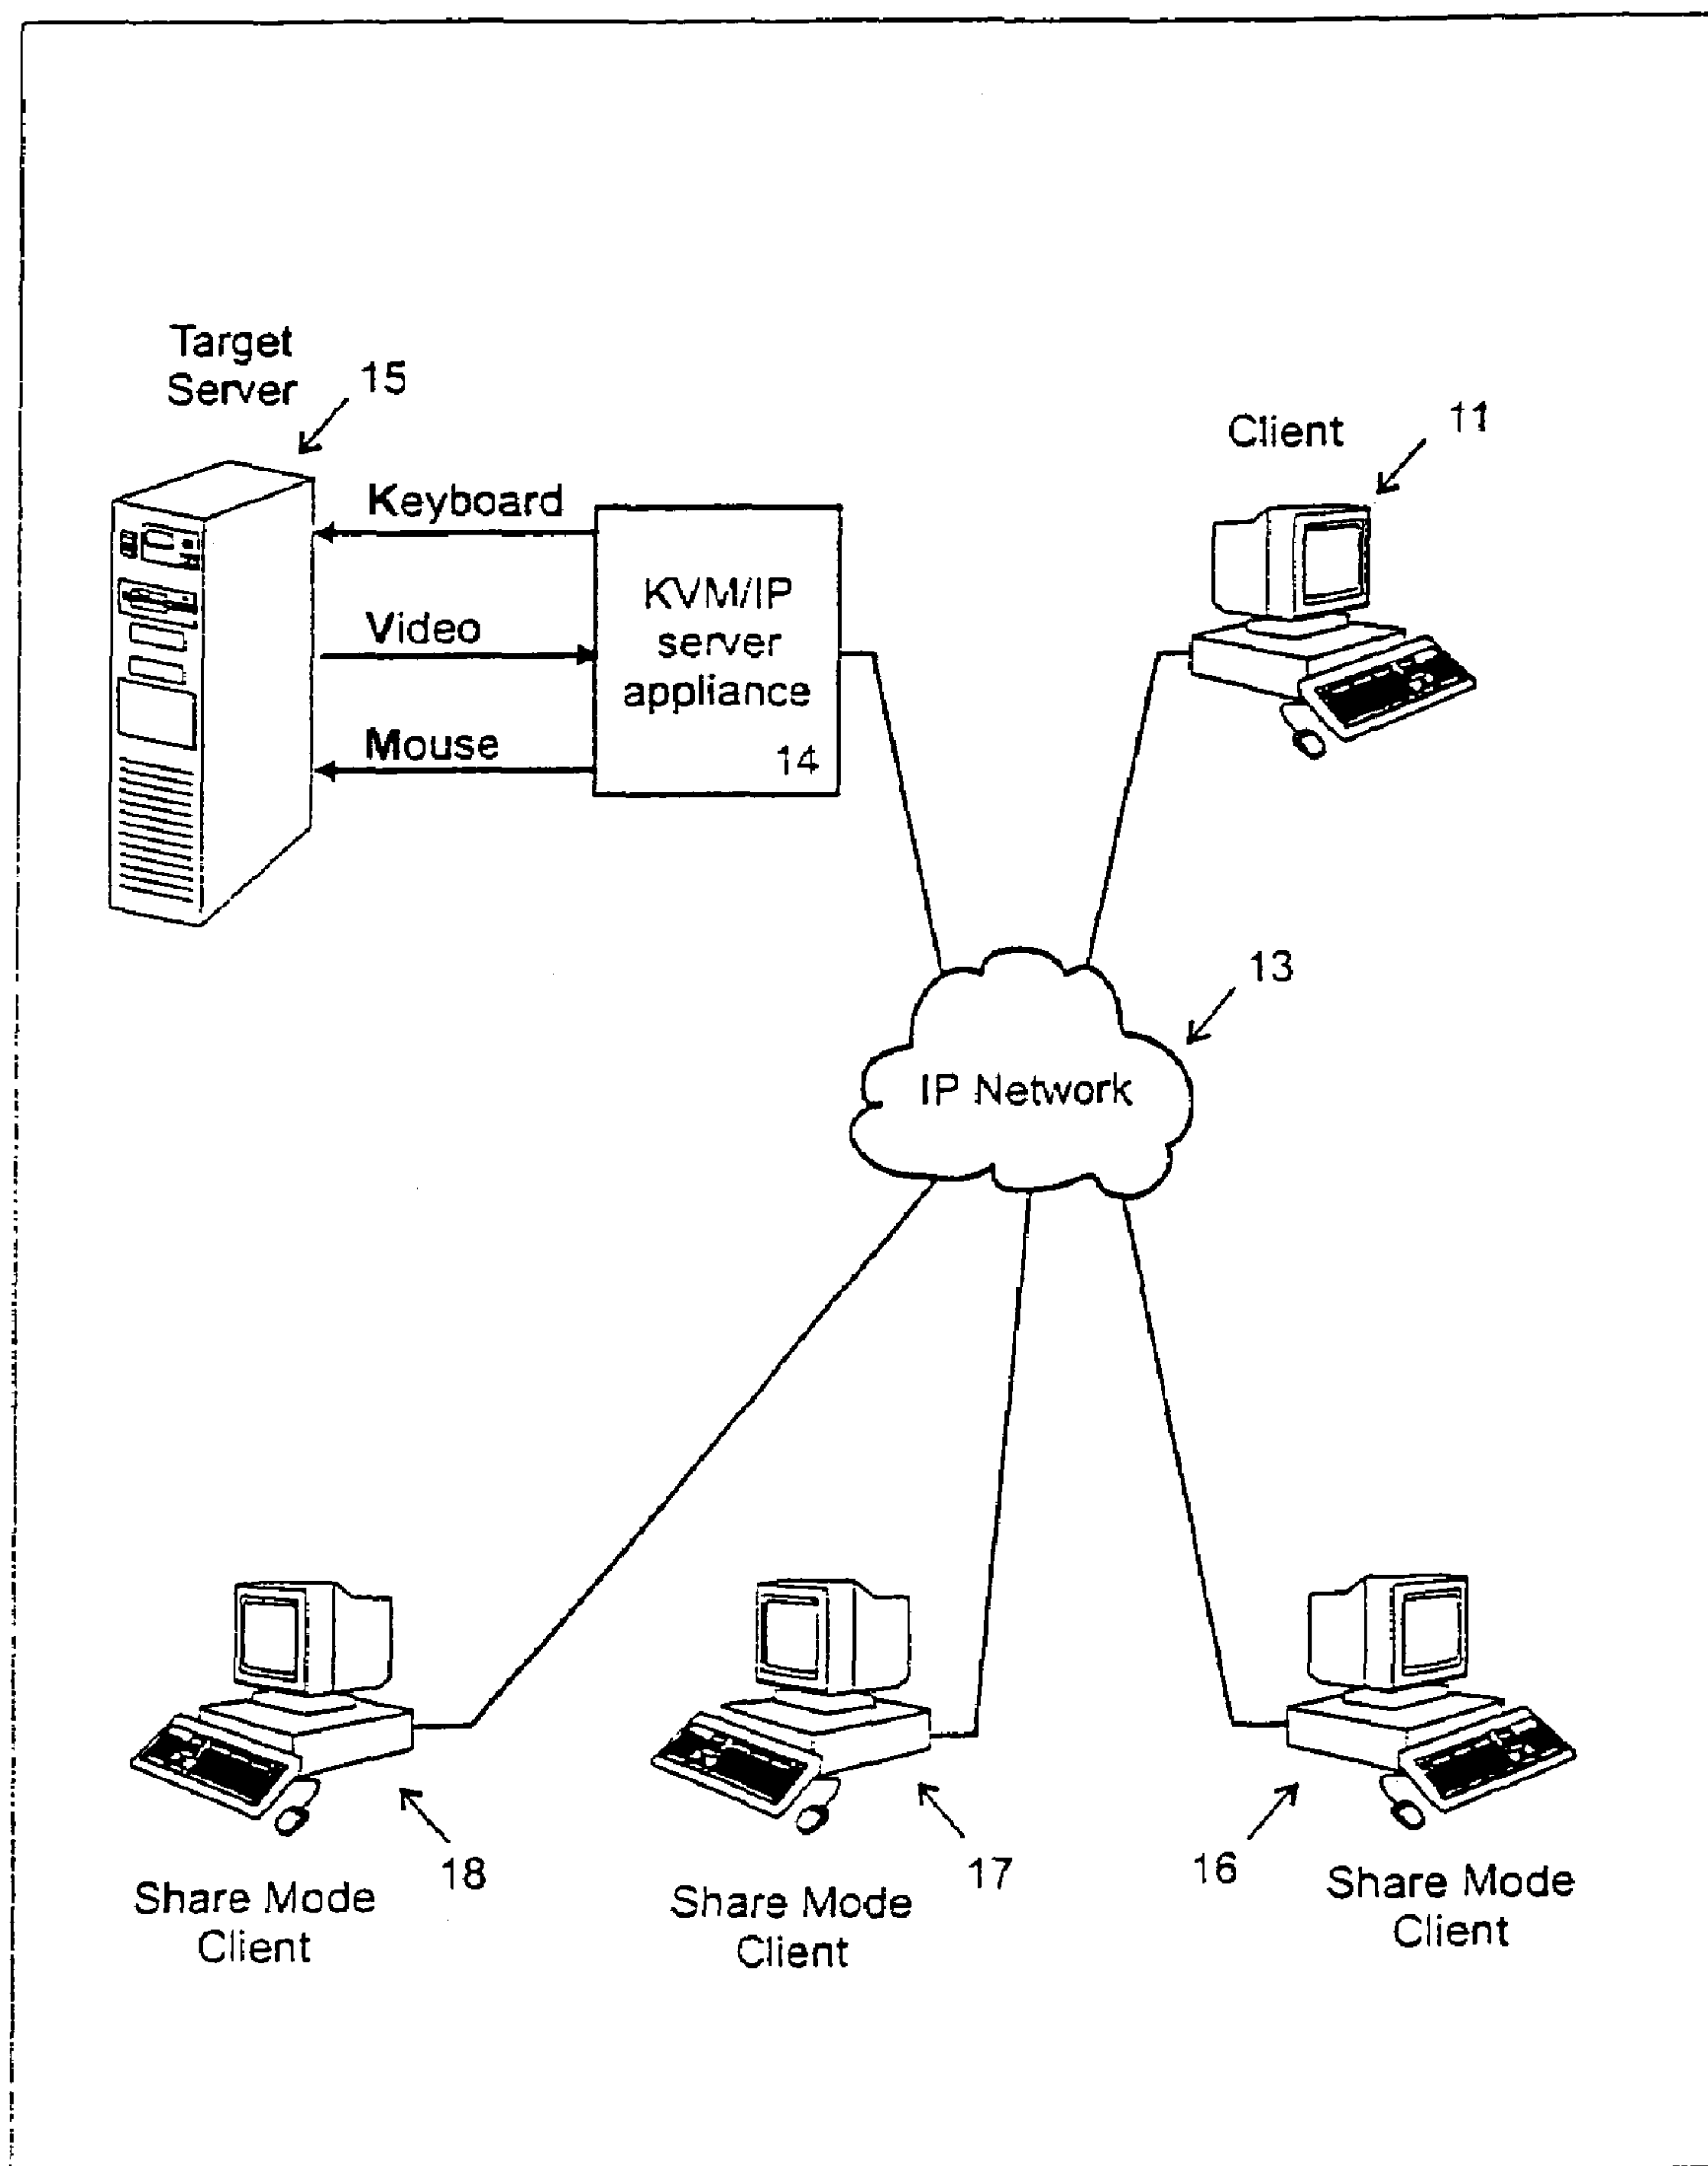 Target
Server
15
Client
11
Keyboard
Video
Mouse
KVM/IP
server
appliance
14
13
IP Network
18
Share Mode
Client
17
Share Mode
Client
16
Share Mode
Client